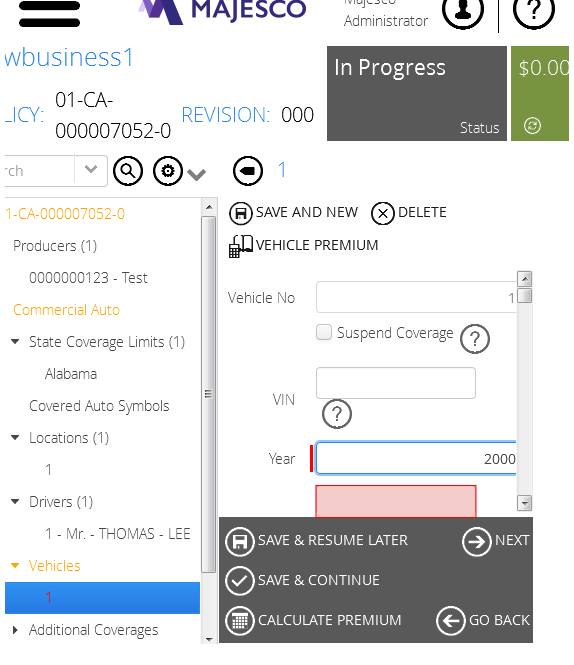 MAJESCO
Majesco
Administrator
?
wbusiness1
LICY: 01-CA-000007052-0 REVISION: 000
In Progress
Status
$0.00
rch
1
1-CA-000007052-0
Producers (1)
0000000123 - Test
Commercial Auto
State Coverage Limits (1)
Alabama
Covered Auto Symbols
Locations (1)
1
Drivers (1)
1 - Mr. - THOMAS - LEE
Vehicles
1
Additional Coverages
SAVE AND NEW DELETE
VEHICLE PREMIUM
Vehicle No 1
Suspend Coverage ?
VIN
?
Year 2000
SAVE & RESUME LATER NEXT
SAVE & CONTINUE
CALCULATE PREMIUM GO BACK